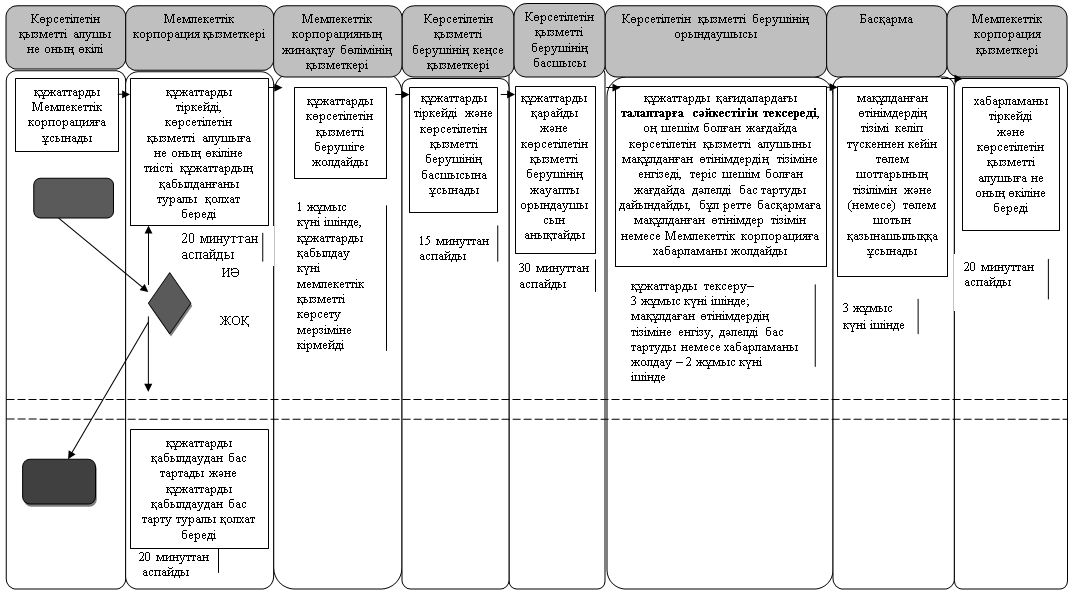 Көрсетілетін
қызметті алушы
не оның өкілі
Мемлекеттік
корпорация қызметкері
Мемлекеттік
корпорацияның
жинақтау бөлімінің
қызметкері
Көрсетілетін
қызметті
берушінің кеңсе
қызметкері
Көрсетілетін
қызметті
берушінің
басшысы
Көрсетілетін қызметті берушінің
орындаушысы
Басқарма
Мемлекеттік
корпорация
қызметкері
құжаттарды
Мемлекеттік
корпорацияға
ұсынады
құжаттарды
тіркейді,
көрсетілетін
қызметті алушыға
не оның өкіліне
тиісті құжаттардың
қабылданғаны
туралы қолхат
береді
20 минуттан
аспайды
ИӘ
ЖОҚ
құжаттарды
қабылдаудан бас
тартады және
құжаттарды
қабылдаудан бас
тарту туралы қолхат
береді
20 минуттан
аспайды
құжаттарды
көрсетілетін
қызметті
берушіге
жолдайды
1 жұмыс
күні ішінде,
құжаттарды
қабылдау
күні
мемлекеттік
қызметті
көрсету
мерзіміне
кірмейді
құжаттарды
тіркейді және
көрсетілетін
қызметті
берушінің
басшысына
ұсынады
15 минуттан
аспайды
құжаттарды
қарайды
және
көрсетілетін
қызметті
берушінің
жауапты
орындаушы
сын
анықтайды
30 минуттан
аспайды
құжаттарды қағидалардағы
талаптарға сәйкестігін тексереді,
оң шешім болған жағдайда
көрсетілетін қызметті алушыны
мақұлданған өтінімдердің тізіміне
енгізеді, теріс шешім болған
жағдайда дәлелді бас тартуды
дайындайды, бұл ретте басқармаға
мақұлданған өтінімдер тізімін
немесе Мемлекеттік корпорацияға
хабарламаны жолдайды
құжаттарды тексеру–
3 жұмыс күні ішінде;
мақұлдаған өтінімдердің
тізіміне енгізу, дәлелді бас
тартуды немесе хабарламаны
жолдау – 2 жұмыс күні
ішінде
мақұлданған
өтінімдердің
тізімі келіп
түскеннен кейін
төлем
шоттарының
тізілімін және
(немесе) төлем
шотын
қазынашылыққа
ұсынады
3 жұмыс
күні ішінде
хабарламаны
тіркейді
және
көрсетілетін
қызметті
алушыға не
оның өкіліне
береді
20 минуттан
аспайды